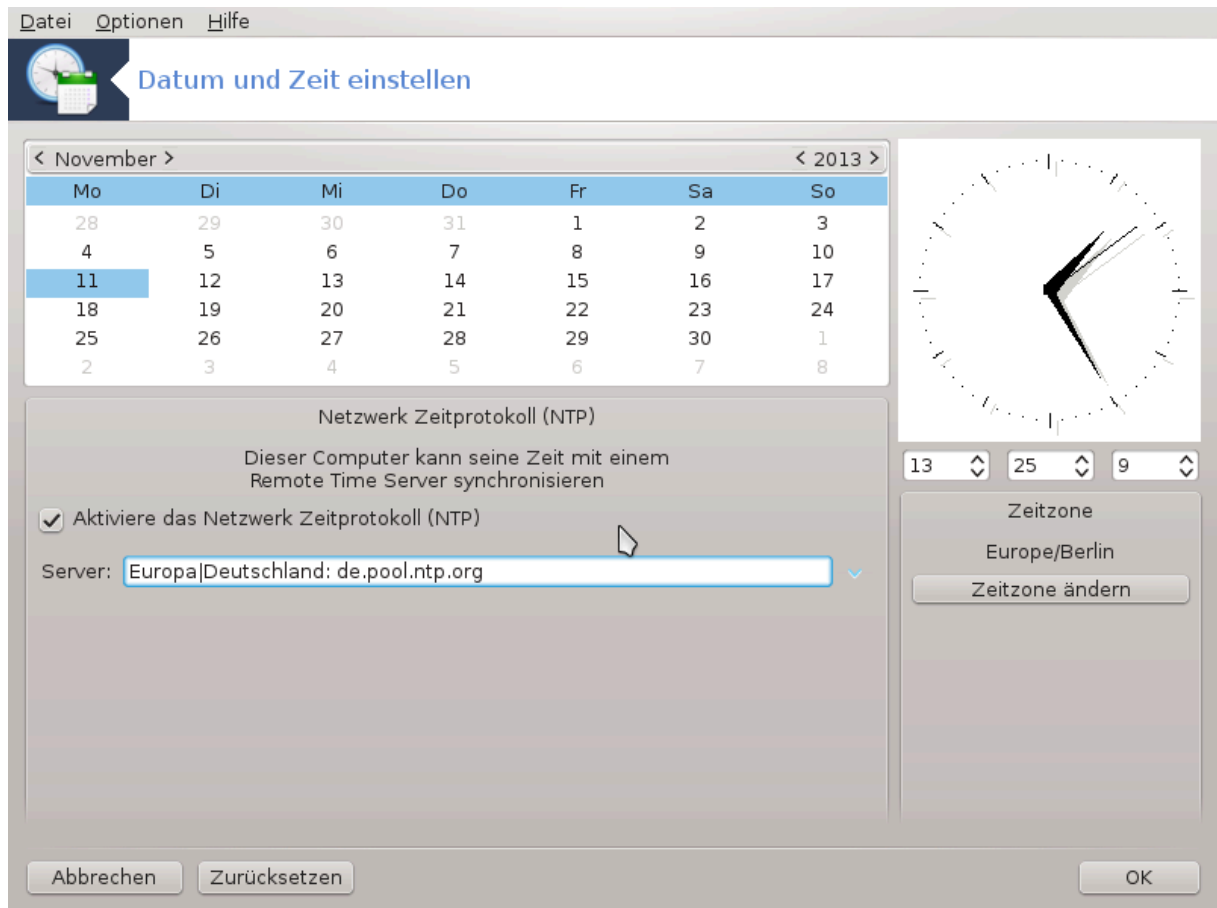 Datei Optionen Hilfe
Datum und Zeit einstellen
< November > < 2013 >
Mo Di Mi Do Fr Sa So
28 29 30 31 1 2 3
4 5 6 7 8 9 10
11 12 13 14 15 16 17
18 19 20 21 22 23 24
25 26 27 28 29 30 1
2 3 4 5 6 7 8
13 25 9
Netzwerk Zeitprotokoll (NTP)
Dieser Computer kann seine Zeit mit einem
Remote Time Server synchronisieren
Aktiviere das Netzwerk Zeitprotokoll (NTP)
Server: Europa|Deutschland: de.pool.ntp.org
Zeitzone
Europe/Berlin
Zeitzone ändern
Abbrechen Zurücksetzen OK